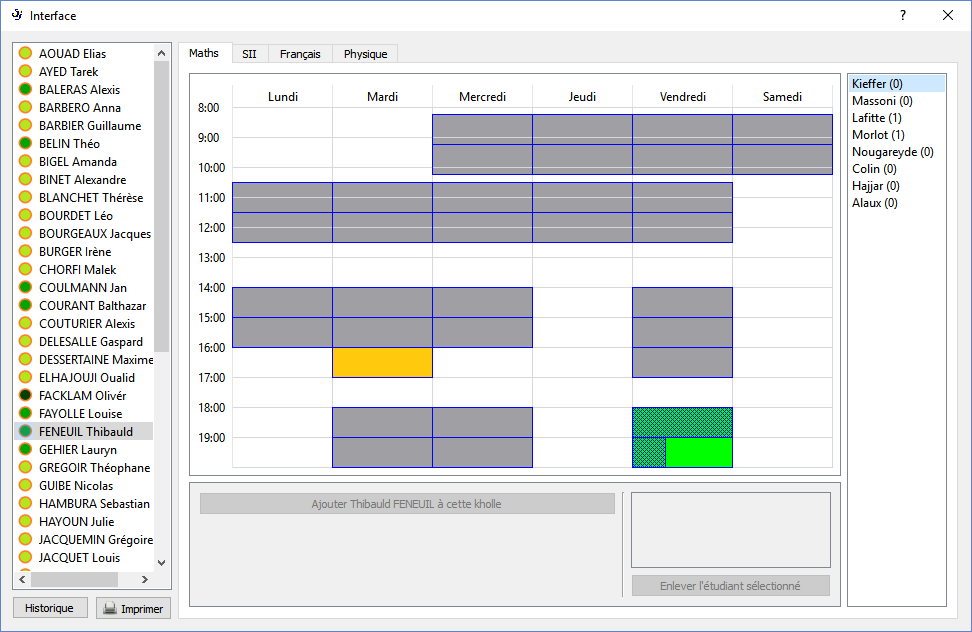 Interface
?
AOUAD Elias
AYED Tarek
BALERAS Alexis
BARBERO Anna
BARBIER Guillaume
BELIN Théo
BIGEL Amanda
BINET Alexandre
BLANCHET Thérèse
BOURDET Léo
BOURGEAUX Jacques
BURGER Irène
CHORFI Malek
COULMANN Jan
COURANT Balthazar
COUTURIER Alexis
DELESALLE Gaspard
DESSERTAINE Maxime
ELHAJOUJI Oualid
FACKLAM Olivér
FAYOLLE Louise
FENEUIL Thibauld
GEHIER Lauryn
GREGOIR Théophane
GUIBE Nicolas
HAMBURA Sebastian
HAYOUN Julie
JACQUEMIN Grégoire
JACQUET Louis
Historique Imprimer
Maths SII Français Physique
Lundi Mardi Mercredi Jeudi Vendredi Samedi
8:00
9:00
10:00
11:00
12:00
13:00
14:00
15:00
16:00
17:00
18:00
19:00
Ajouter Thibauld FENEUIL à cette kholle
Enlever l'étudiant sélectionné
Kieffer (0)
Massoni (0)
Lafitte (1)
Morlot (1)
Nougareyde (0)
Colin (0)
Hajjar (0)
Alaux (0)